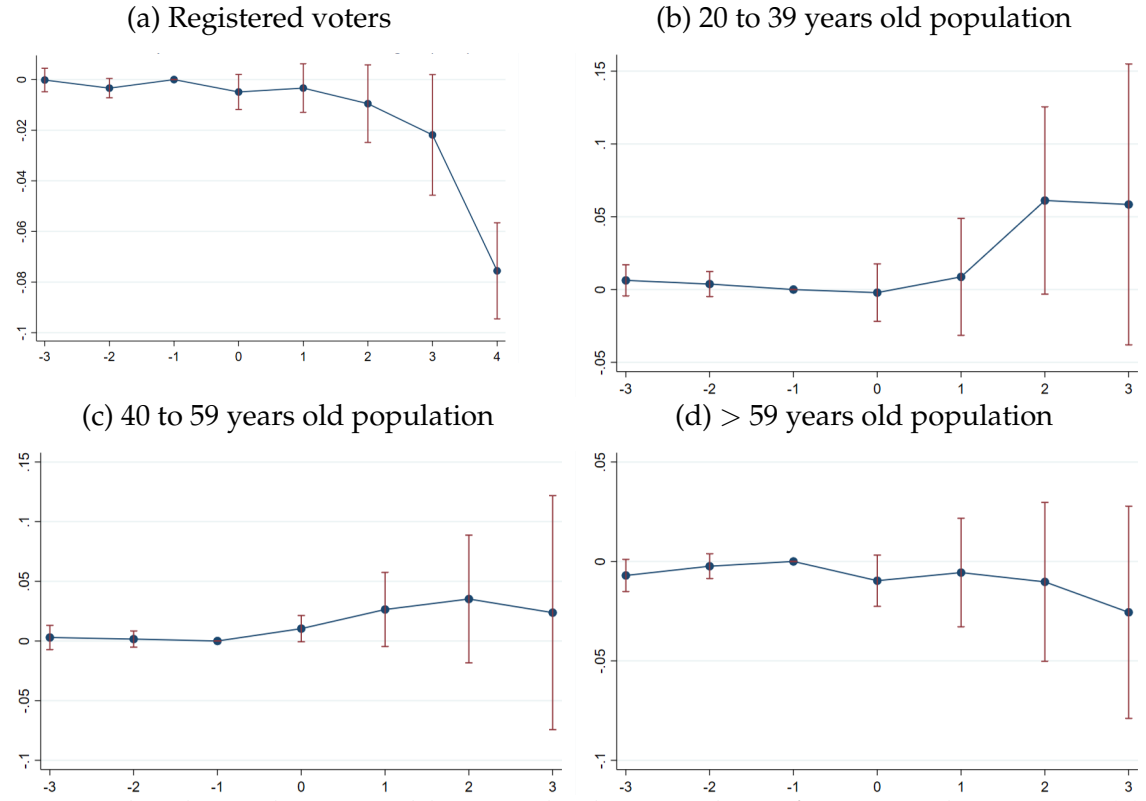 (a) Registered voters
0
-.02
-.04
-.06
-.08
-.1
-3 -2 -1 0 1 2 3 4
(b) 20 to 39 years old population
.15
.1
.05
0
-.05
-3 -2 -1 0 1 2 3
(c) 40 to 59 years old population
.15
.1
.05
0
-.05
-.1
-3 -2 -1 0 1 2 3
(d) > 59 years old population
.05
0
-.05
-.1
-3 -2 -1 0 1 2 3